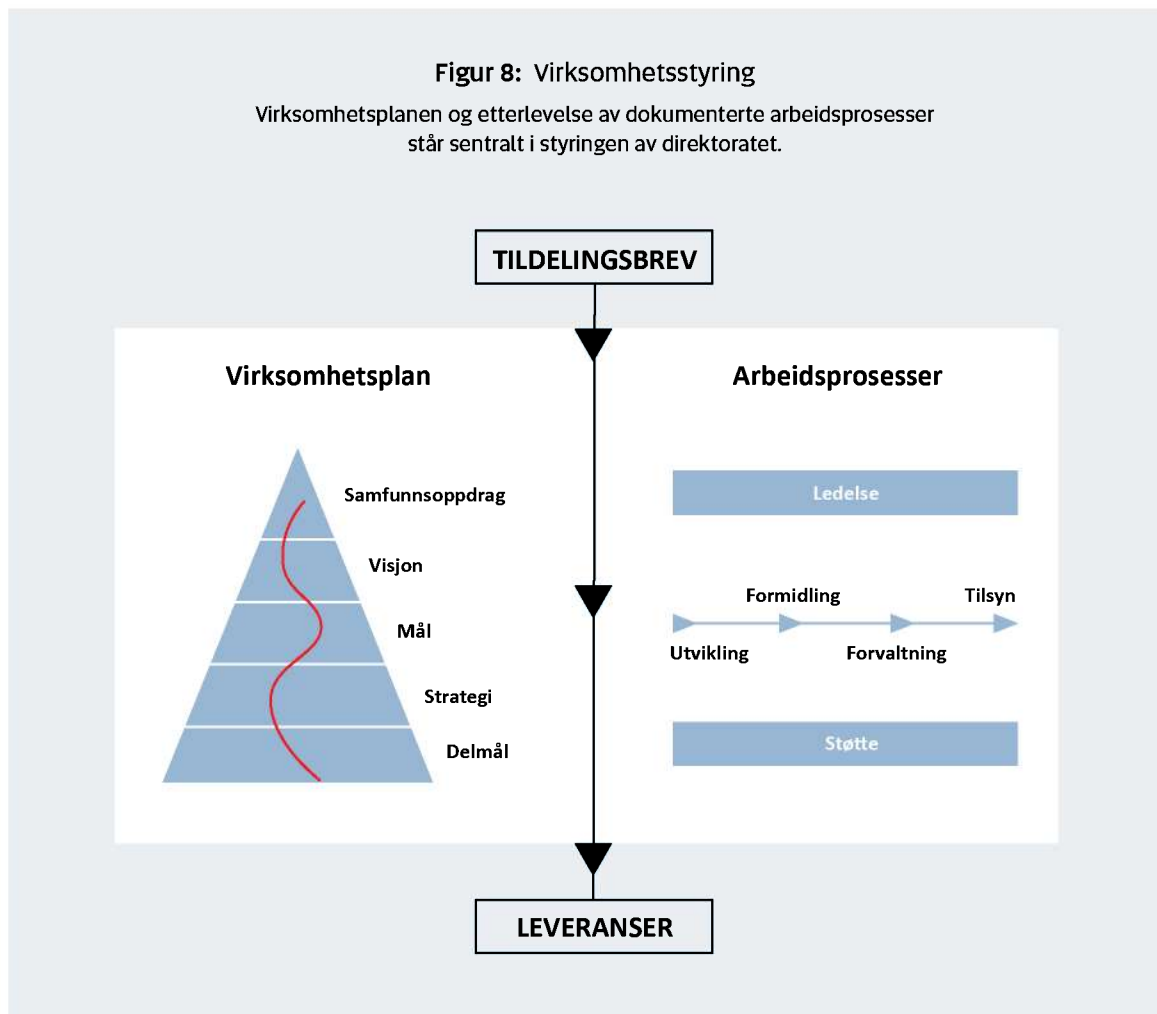 Figur 8: Virksomhetsstyring
Virksomhetsplanen og etterlevelse av dokumenterte arbeidsprosesser
står sentralt i styringen av direktoratet.
TILDELINGSBREV
Virksomhetsplan
Samfunnsoppdrag
Visjon
Mål
Strategi
Delmål
Arbeidsprosesser
Ledelse
Formidling
Tilsyn
Utvikling
Forvaltning
Støtte
LEVERANSER